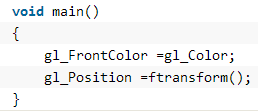 void main()
{
gl_FrontColor =gl_Color;
gl_Position =ftransform();
}